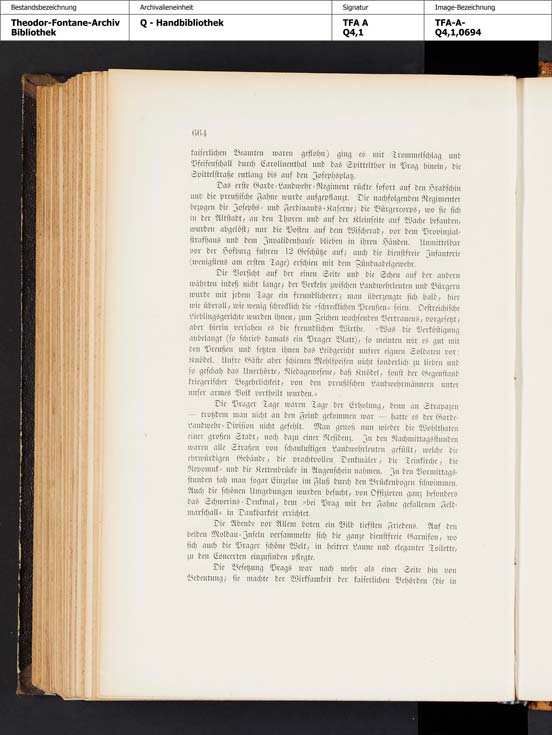 Bestandsbezeichnung
Archivalieneinheit
Signatur
Image-Bezeichnung
Theodor-Fontane-Archiv
Bibliothek
Q - Handbibliothek
TFA A
Q4,1
TFA-A-
Q4,1,0694
664
kaiserlichen Beamten waren geflohn) ging es mit Trommelschlag und
Pfeifenschall durch Carolinenthal und das Spittelthor in Prag hinein, die
Spittelstraße entlang bis auf den Josephsplatz.
Das erste Garde-Landwehr-Regiment rückte sofort auf den Hradschin
und die preußische Fahne wurde aufgepflanzt. Die nachfolgenden Regimenter
bezogen die Josephs- und Ferdinands-Kaserne; die Bürgercorps, wo sie sich
in der Altstadt, an den Thoren und auf der Kleinseite auf Wache befanden,
wurden abgelöst; nur die Posten auf dem Wischerad, vor dem Provinzial-
strafhaus und dem Invalidenhause blieben in ihren Händen. Unmittelbar
vor der Hofburg fuhren 12 Geschütze auf; auch die dienstfreie Infanterie
(wenigstens am ersten Tage) erschien mit dem Zündnadelgewehr.
Die Vorsicht auf der einen Seite und die Scheu auf der andern
währten indeß nicht lange; der Verkehr zwischen Landwehrleuten und Bürgern
wurde mit jedem Tage ein freundlicherer; man überzeugte sich bald, hier
wie überall, wie wenig schrecklich die »schrecklichen Preußen« seien. Oestreichische
Lieblingsgerichte wurden ihnen, zum Zeichen wachsenden Vertrauens, vorgesetzt;
aber hierin versahen es die freundlichen Wirthe. »Was die Verköstigung
anbelangt (so schrieb damals ein Prager Blatt), so meinten wir es gut mit
den Preußen und setzten ihnen das Leibgericht unsrer eignen Soldaten vor:
Knödel. Unsre Gäste aber schienen Mehlspeisen nicht sonderlich zu lieben und
so geschah das Unerhörte, Niedagewesene, daß Knödel, sonst der Gegenstand
kriegerischer Begehrlichkeit, von den preußischen Landwehrmännern unter
unser armes Volk vertheilt wurden.«
Die Prager Tage waren Tage der Erholung, denn an Strapazen
— trotzdem man nicht an den Feind gekommen war — hatte es der Garde-
Landwehr-Division nicht gefehlt. Man genoß nun wieder die Wohlthaten
einer großen Stadt, noch dazu einer Residenz. In den Nachmittagsstunden
waren alle Straßen von schaulustigen Landwehrleuten gefüllt, welche die
ehrwürdigen Gebäude, die prachtvollen Denkmäler, die Teinkirche, die
Nepomuk- und die Kettenbrücke in Augenschein nahmen. In den Vormittags-
stunden sah man sogar Einzelne im Fluß durch den Brückenbogen schwimmen.
Auch die schönen Umgebungen wurden besucht, von Offizieren ganz besonders
das Schwerins-Denkmal, dem »bei Prag mit der Fahne gefallenen Feld-
marschall« in Dankbarkeit errichtet.
Die Abende vor Allem boten ein Bild tiefsten Friedens. Auf den
beiden Moldau-Inseln versammelte sich die ganze dienstfreie Garnison, wo
sich auch die Prager schöne Welt, in heitrer Laune und eleganter Toilette,
zu den Concerten einzufinden pflegte.
Die Besetzung Prags war nach mehr als einer Seite hin von
Bedeutung; sie machte der Wirksamkeit der kaiserlichen Behörden (die in